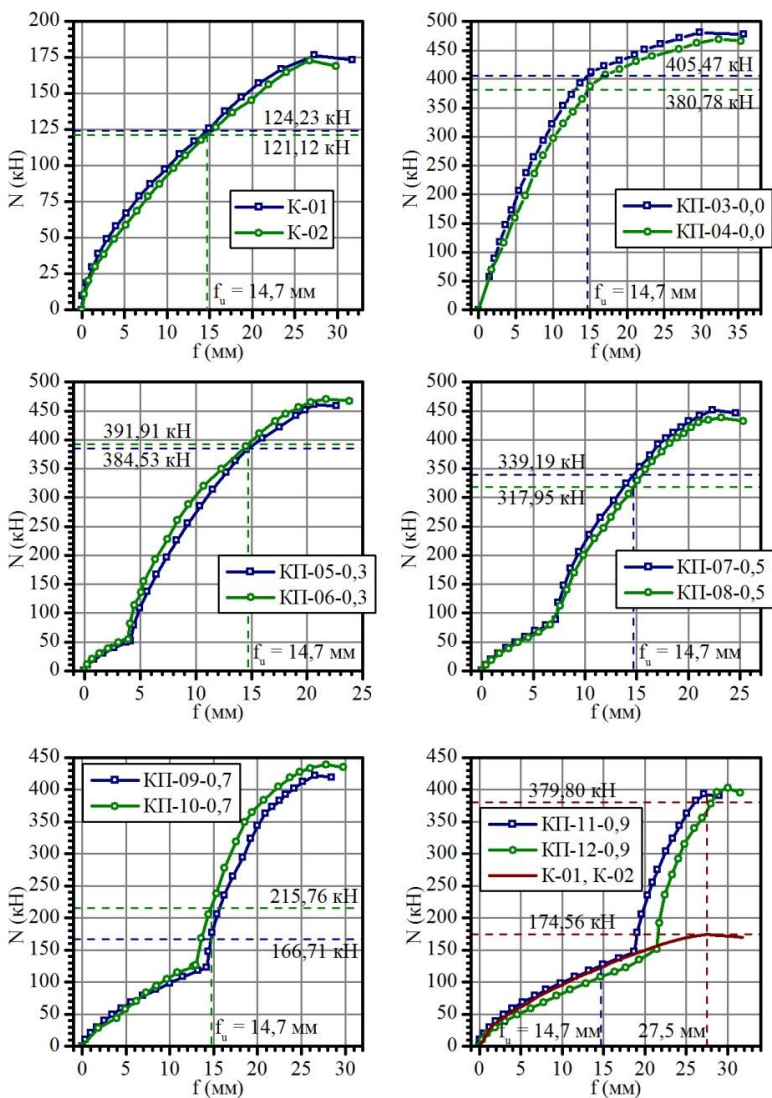 200
175
150
125
100
75
50
25
0
N (кН)
124,23 кН
121,12 кН
К-01
К-02
f_u = 14,7 мм
0 5 10 15 20 25 30 35
f (мм)
500
450
400
350
300
250
200
150
100
50
0
N (кН)
405,47 кН
380,78 кН
КП-03-0,0
КП-04-0,0
f_u = 14,7 мм
0 5 10 15 20 25 30 35
f (мм)
500
450
400
350
300
250
200
150
100
50
0
N (кН)
391,91 кН
384,53 кН
КП-05-0,3
КП-06-0,3
f_u = 14,7 мм
0 5 10 15 20 25
f (мм)
500
450
400
350
300
250
200
150
100
50
0
N (кН)
339,19 кН
317,95 кН
КП-07-0,5
КП-08-0,5
f_u = 14,7 мм
0 5 10 15 20 25
f (мм)
450
400
350
300
250
200
150
100
50
0
N (кН)
КП-09-0,7
КП-10-0,7
215,76 кН
166,71 кН
f_u = 14,7 мм
0 5 10 15 20 25 30
f (мм)
450
400
350
300
250
200
150
100
50
0
N (кН)
379,80 кН
КП-11-0,9
КП-12-0,9
К-01, К-02
174,56 кН
f_u = 14,7 мм
27,5 мм
0 5 10 15 20 25 30
f (мм)